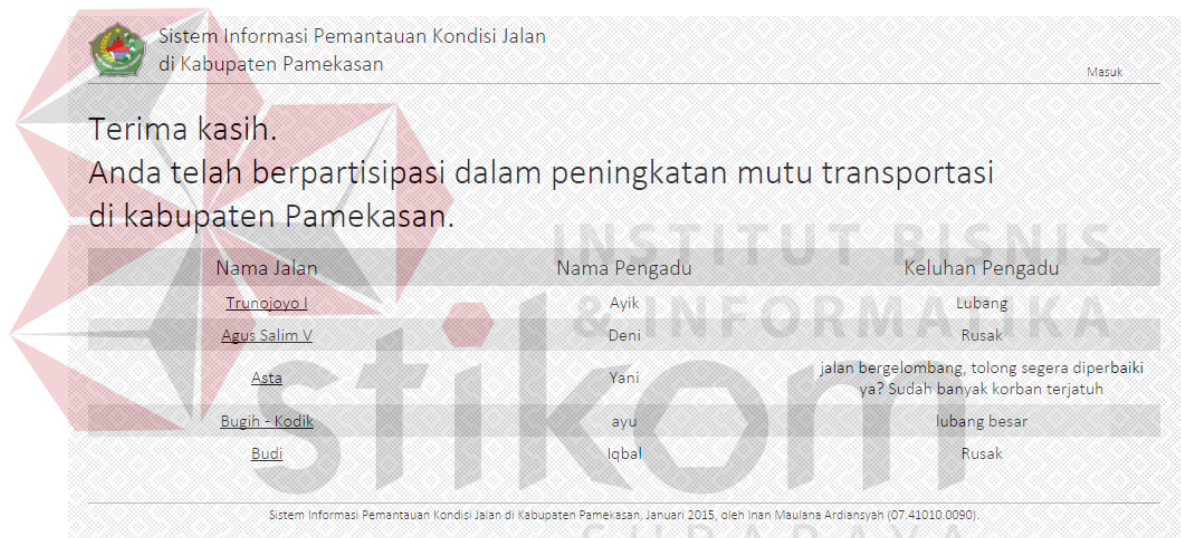 Sistem Informasi Pemantauan Kondisi Jalan
di Kabupaten Pamekasan
Masuk
Terima kasih.
Anda telah berpartisipasi dalam peningkatan mutu transportasi
di kabupaten Pamekasan.
INSTITUT BISNIS
& INFORMATIKA
stikom
SURABAYA
Nama Jalan Nama Pengadu Keluhan Pengadu
Trunojoyo I Ayik Lubang
Agus Salim V Deni Rusak
Asta Yani jalan bergelombang, tolong segera diperbaiki
ya? Sudah banyak korban terjatuh
Bugih - Kodik ayu lubang besar
Budi Iqbal Rusak
Sistem Informasi Pemantauan Kondisi Jalan di Kabupaten Pamekasan, Januari 2015, oleh Inan Maulana Ardiansyah (07.41010.0090).